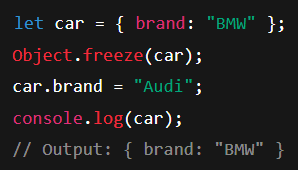 let car = { brand: "BMW" };
Object.freeze(car);
car.brand = "Audi";
console.log(car);
// Output: { brand: "BMW" }